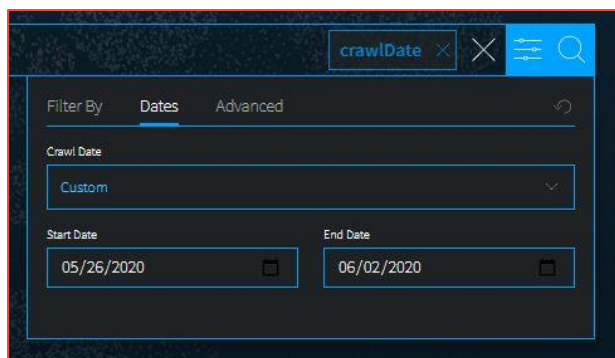 crawlDate
Filter By Dates Advanced
Crawl Date
Custom
Start Date End Date
05/26/2020 06/02/2020